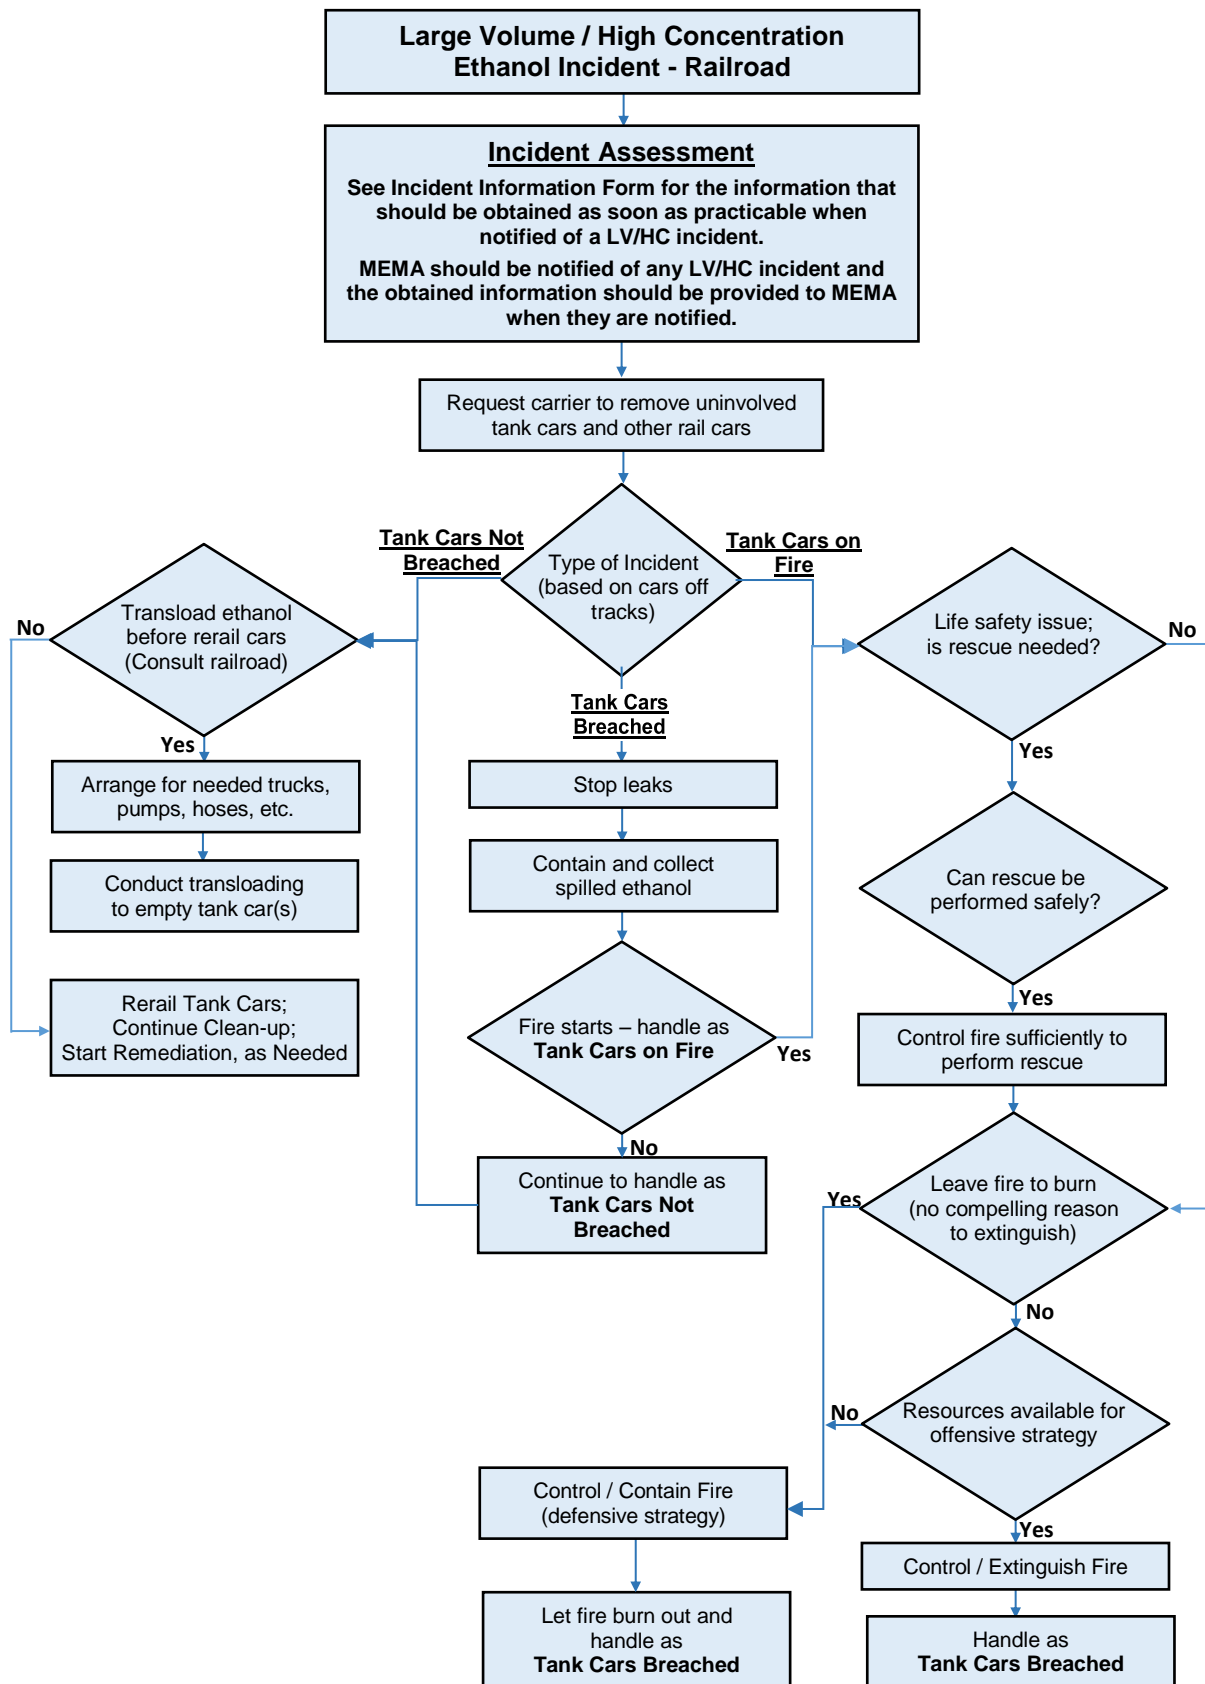 Large Volume / High Concentration
Ethanol Incident - Railroad
Incident Assessment
See Incident Information Form for the information that
should be obtained as soon as practicable when
notified of a LV/HC incident.
MEMA should be notified of any LV/HC incident and
the obtained information should be provided to MEMA
when they are notified.
Request carrier to remove uninvolved
tank cars and other rail cars
Type of Incident
(based on cars off
tracks)
Tank Cars Not
Breached
Tank Cars on
Fire
Tank Cars
Breached
Transload ethanol
before rerail cars
(Consult railroad)
No
Yes
Arrange for needed trucks,
pumps, hoses, etc.
Conduct transloading
to empty tank car(s)
Rerail Tank Cars;
Continue Clean-up;
Start Remediation, as Needed
Stop leaks
Contain and collect
spilled ethanol
Fire starts – handle as
Tank Cars on Fire
Yes
No
Continue to handle as
Tank Cars Not
Breached
Life safety issue;
is rescue needed?
No
Yes
Can rescue be
performed safely?
Yes
Control fire sufficiently to
perform rescue
Leave fire to burn
(no compelling reason
to extinguish)
Yes
No
Resources available for
offensive strategy
No
Yes
Control / Contain Fire
(defensive strategy)
Let fire burn out and
handle as
Tank Cars Breached
Control / Extinguish Fire
Handle as
Tank Cars Breached